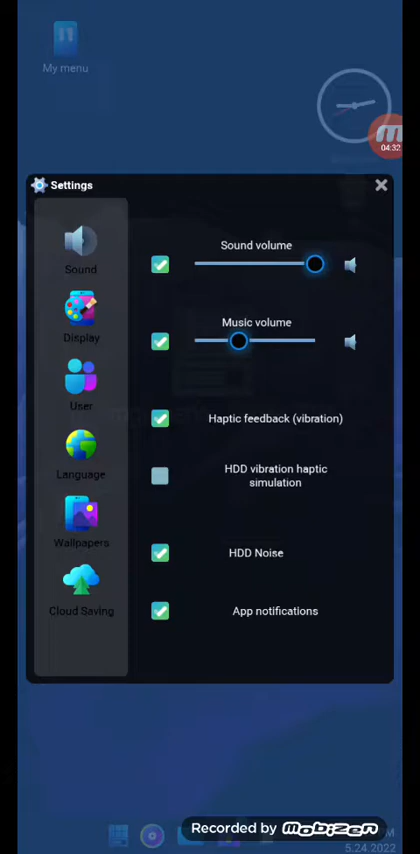 My menu
04:32
Settings
Sound
Display
User
Language
Wallpapers
Cloud Saving
Sound volume
Music volume
Haptic feedback (vibration)
HDD vibration haptic
simulation
HDD Noise
App notifications
Recorded by mobizen
M
5.24.2022